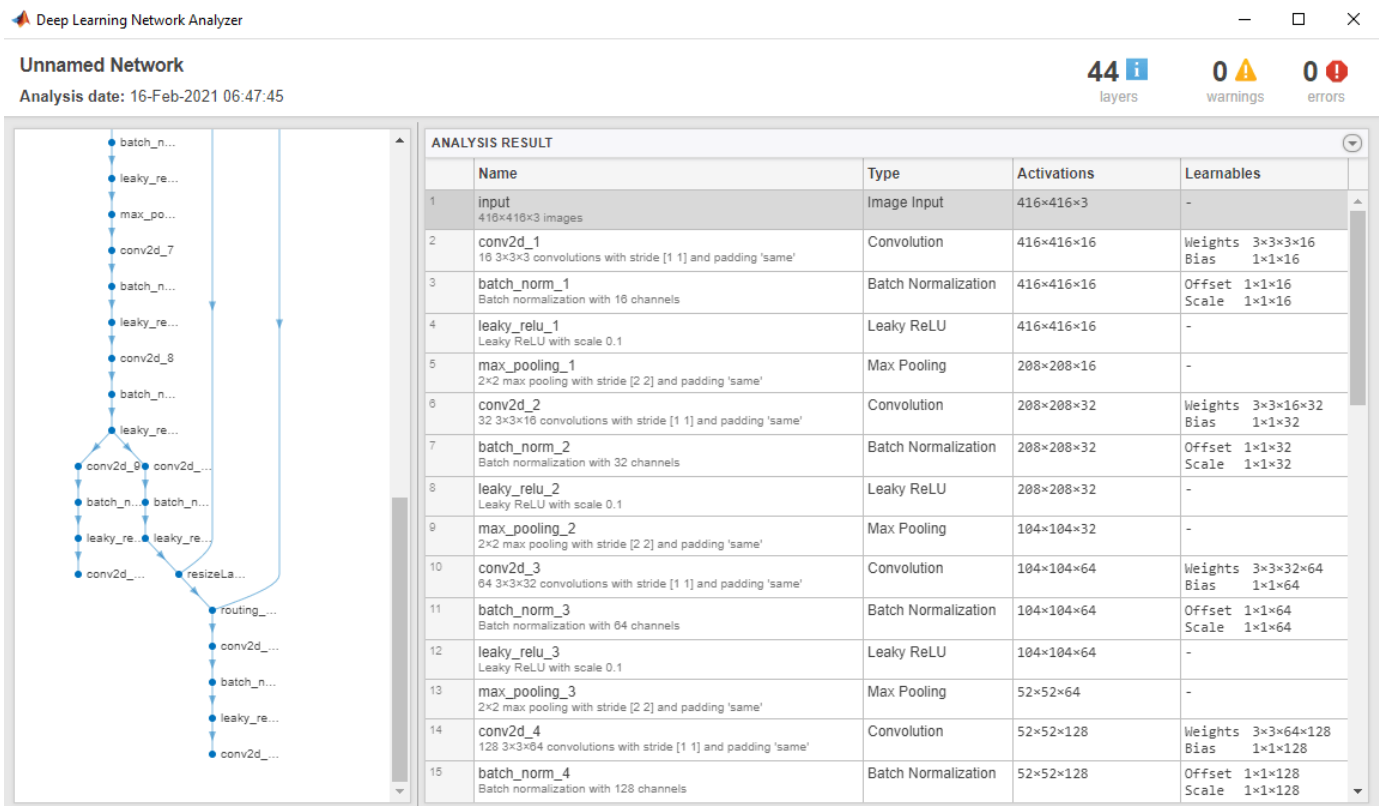 Deep Learning Network Analyzer
Unnamed Network
Analysis date: 16-Feb-2021 06:47:45
44 i
layers
0 !
warnings
0 !
errors
batch_n...
leaky_re...
max_po...
conv2d_7
batch_n...
leaky_re...
conv2d_8
batch_n...
leaky_re...
conv2d_9 conv2d_...
batch_n... batch_n...
leaky_re... leaky_re...
conv2d_... resizeLa...
routing_...
conv2d_...
batch_n...
leaky_re...
conv2d_...
ANALYSIS RESULT
Name Type Activations Learnables
1 input Image Input 416×416×3 -
416×416×3 images
2 conv2d_1 Convolution 416×416×16 Weights 3×3×3×16
16 3×3×3 convolutions with stride [1 1] and padding 'same' Bias 1×1×16
3 batch_norm_1 Batch Normalization 416×416×16 Offset 1×1×16
Batch normalization with 16 channels Scale 1×1×16
4 leaky_relu_1 Leaky ReLU 416×416×16 -
Leaky ReLU with scale 0.1
5 max_pooling_1 Max Pooling 208×208×16 -
2×2 max pooling with stride [2 2] and padding 'same'
6 conv2d_2 Convolution 208×208×32 Weights 3×3×16×32
32 3×3×16 convolutions with stride [1 1] and padding 'same' Bias 1×1×32
7 batch_norm_2 Batch Normalization 208×208×32 Offset 1×1×32
Batch normalization with 32 channels Scale 1×1×32
8 leaky_relu_2 Leaky ReLU 208×208×32 -
Leaky ReLU with scale 0.1
9 max_pooling_2 Max Pooling 104×104×32 -
2×2 max pooling with stride [2 2] and padding 'same'
10 conv2d_3 Convolution 104×104×64 Weights 3×3×32×64
64 3×3×32 convolutions with stride [1 1] and padding 'same' Bias 1×1×64
11 batch_norm_3 Batch Normalization 104×104×64 Offset 1×1×64
Batch normalization with 64 channels Scale 1×1×64
12 leaky_relu_3 Leaky ReLU 104×104×64 -
Leaky ReLU with scale 0.1
13 max_pooling_3 Max Pooling 52×52×64 -
2×2 max pooling with stride [2 2] and padding 'same'
14 conv2d_4 Convolution 52×52×128 Weights 3×3×64×128
128 3×3×64 convolutions with stride [1 1] and padding 'same' Bias 1×1×128
15 batch_norm_4 Batch Normalization 52×52×128 Offset 1×1×128
Batch normalization with 128 channels Scale 1×1×128